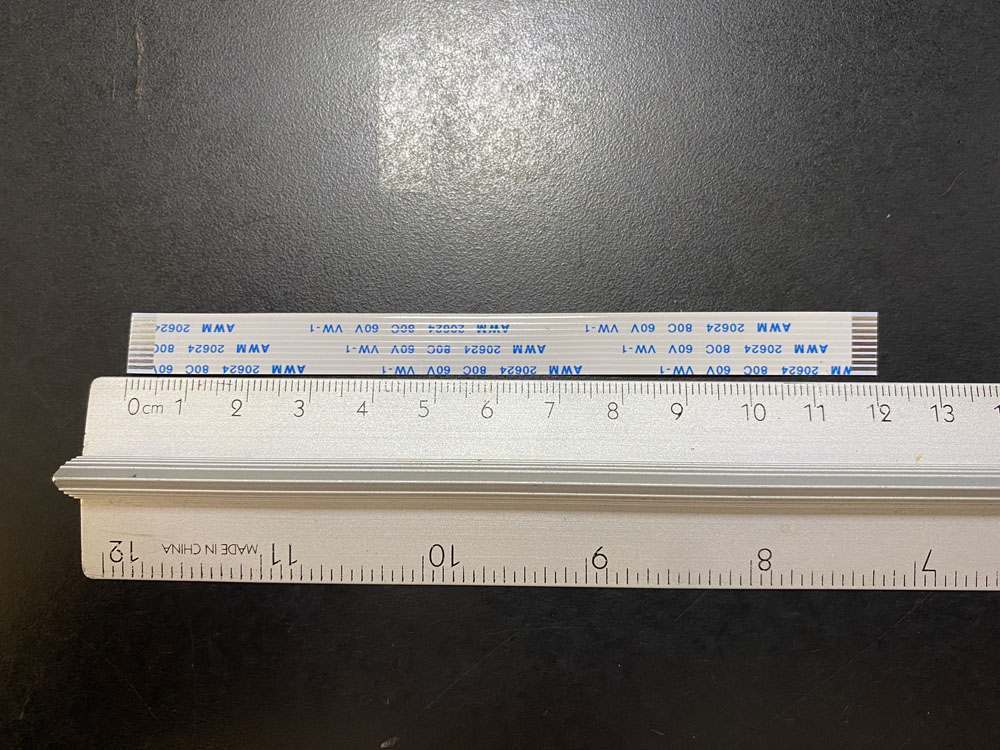 WM 20624 80C 60V VW-1 AWM 20624 80C 60V VW-1 AWM 20624 80C 60V
AWM 20624 80C 60V VW-1 AWM 20624 80C 60V VW-1 AWM 20624 80C
AWM 20624 80C 60V VW-1 AWM 20624 80C 60V VW-1 AWM 20624
0cm 1 2 3 4 5 6 7 8 9 10 11 12 13
7 8 9 10 11 MADE IN CHINA 12